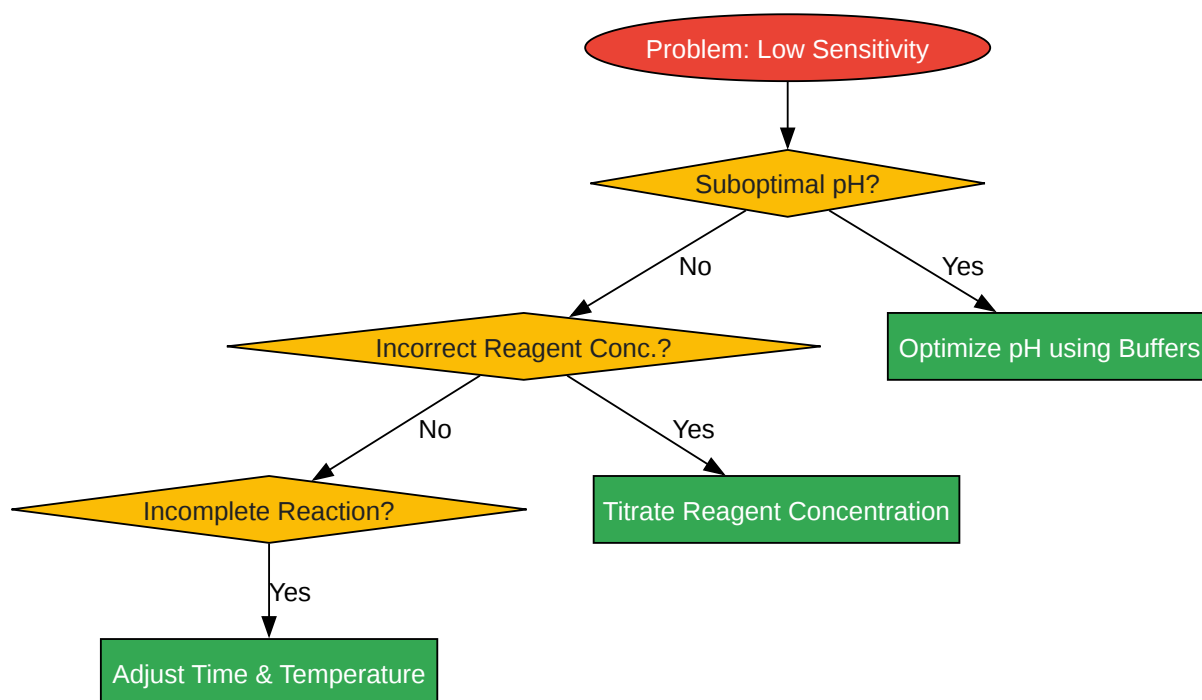 Problem: Low Sensitivity
Suboptimal pH?
No
Yes
Incorrect Reagent Conc.?
Optimize pH using Buffers
No
Yes
Incomplete Reaction?
Titrate Reagent Concentration
Yes
Adjust Time & Temperature